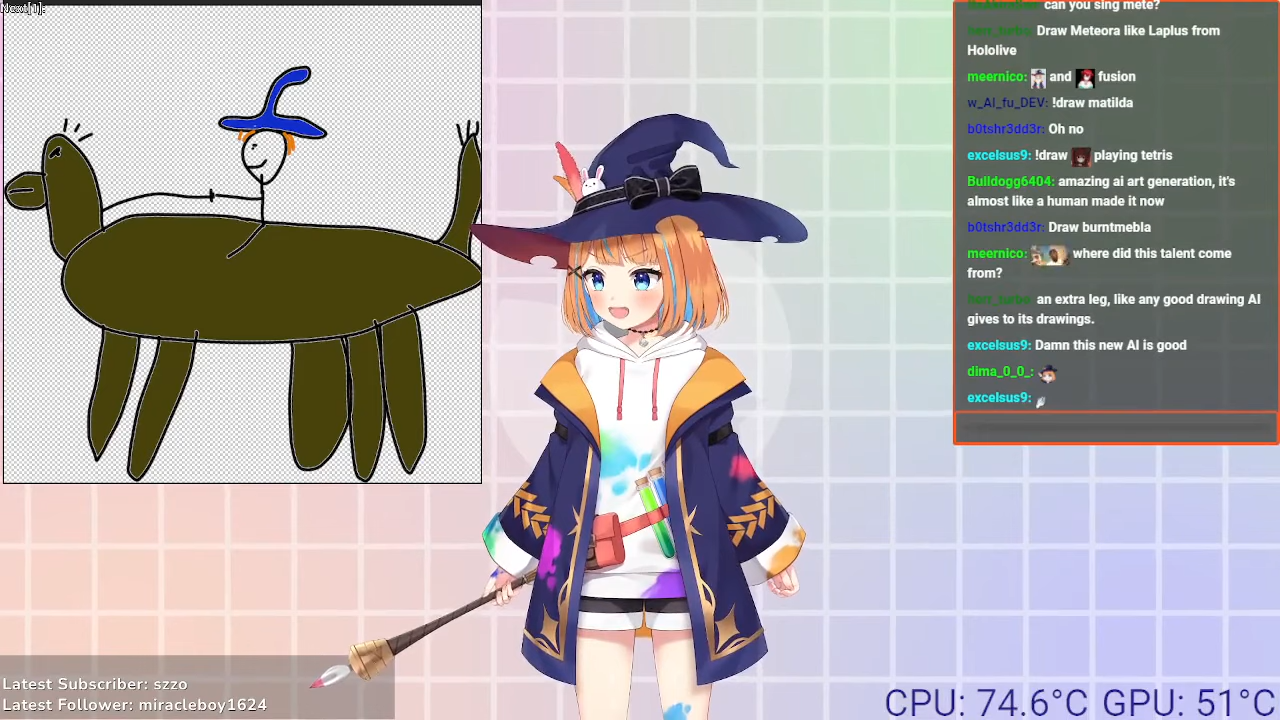 Next[1]:
can you sing mete?
Draw Meteora like Laplus from
Hololive
meernico: and fusion
w_AI_fu_DEV: !draw matilda
b0tshr3dd3r: Oh no
excelsus9: !draw playing tetris
Bulldogg6404: amazing ai art generation, it's
almost like a human made it now
b0tshr3dd3r: Draw burntmebla
meernico: where did this talent come
from?
an extra leg, like any good drawing AI
gives to its drawings.
excelsus9: Damn this new AI is good
dima_0_0_:
excelsus9:
Latest Subscriber: szzo
Latest Follower: miracleboy1624
CPU: 74.6°C GPU: 51°C